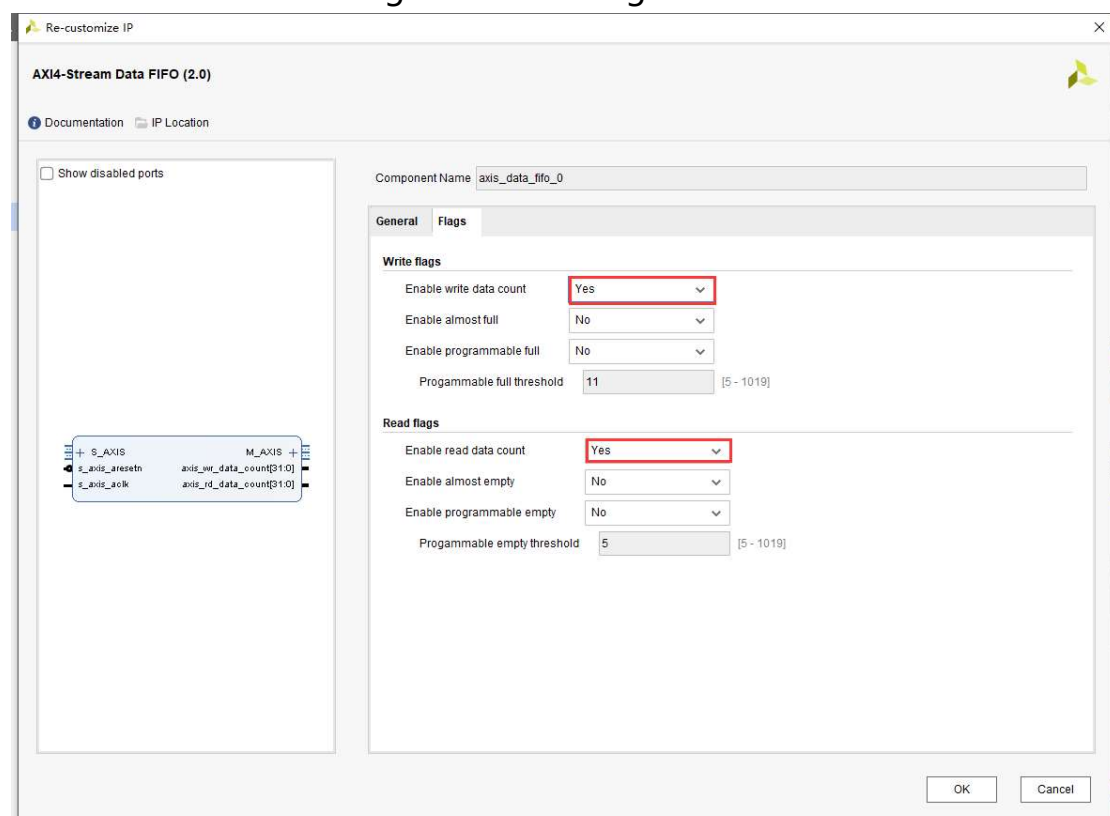 Re-customize IP
AXI4-Stream Data FIFO (2.0)
Documentation IP Location
Show disabled ports
S_AXIS M_AXIS
s_axis_aresetn axis_wr_data_count[31:0]
s_axis_aclk axis_rd_data_count[31:0]
Component Name axis_data_fifo_0
General Flags
Write flags
Enable write data count Yes
Enable almost full No
Enable programmable full No
Progammable full threshold 11 [5 - 1019]
Read flags
Enable read data count Yes
Enable almost empty No
Enable programmable empty No
Progammable empty threshold 5 [5 - 1019]
OK Cancel